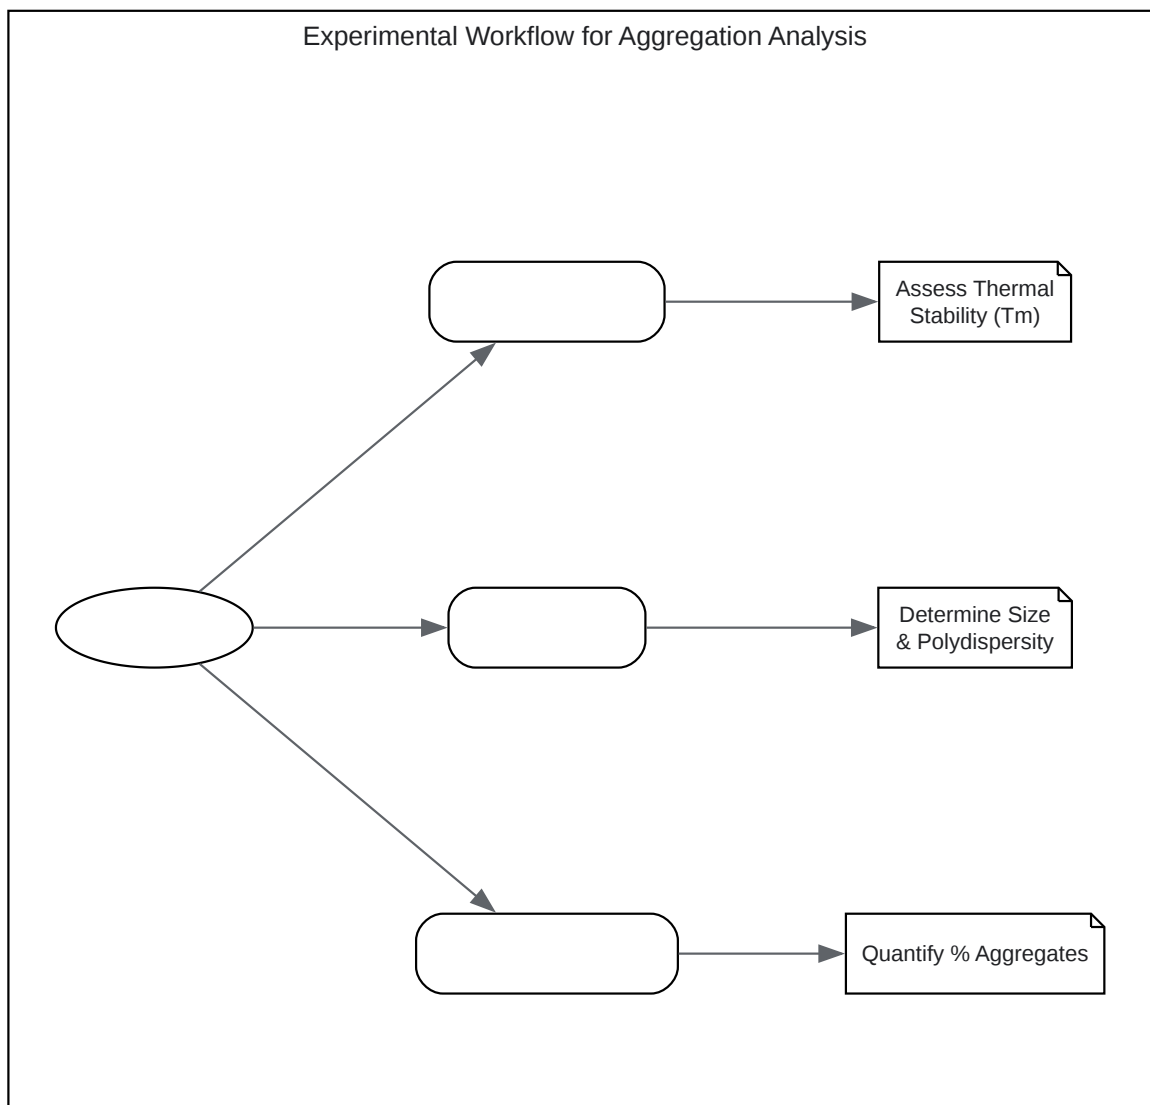 Experimental Workflow for Aggregation Analysis
Assess Thermal
Stability (Tm)
Determine Size
& Polydispersity
Quantify % Aggregates